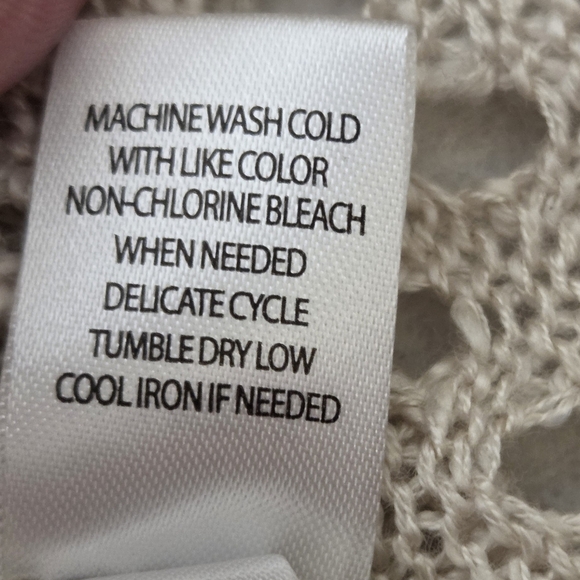 MACHINE WASH COLD
WITH LIKE COLOR
NON-CHLORINE BLEACH
WHEN NEEDED
DELICATE CYCLE
TUMBLE DRY LOW
COOL IRON IF NEEDED